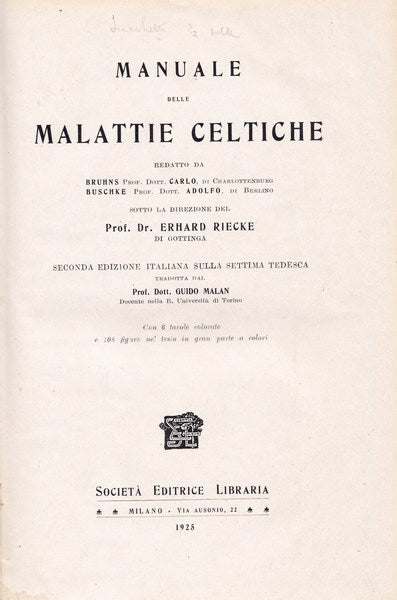 Lucchetti
MANUALE
DELLE
MALATTIE CELTICHE
REDATTO DA
BRUHNS Prof. Dott. CARLO, di Charlottenburg
BUSCHKE Prof. Dott. ADOLFO, di Berlino
SOTTO LA DIREZIONE DEL
Prof. Dr. ERHARD RIECKE
DI GOTTINGA
SECONDA EDIZIONE ITALIANA SULLA SETTIMA TEDESCA
TRADOTTA DAL
Prof. Dott. GUIDO MALAN
Docente nella R. Università di Torino
Con 6 tavole colorate
e 108 figure nel testo in gran parte a colori
SOCIETÀ EDITRICE LIBRARIA
MILANO - VIA AUSONIO, 22
1925